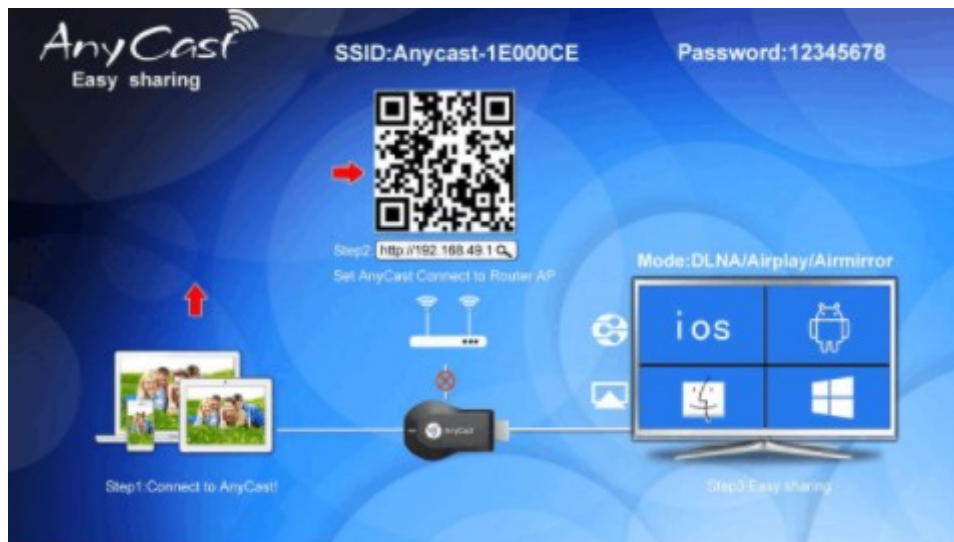 AnyCast
Easy sharing
SSID:Anycast-1E000CE
Password:12345678
Step2: http://192.168.49.1
Set AnyCast Connect to Router AP
Mode:DLNA/Airplay/Airmirror
ios
AnyCast
Step1:Connect to AnyCast!
Step3:Easy sharing